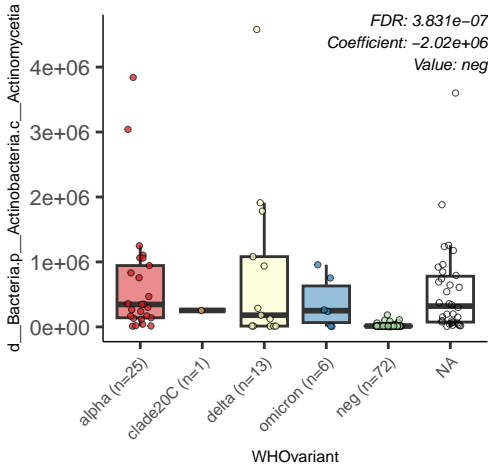 FDR: 3.831e−07
Coefficient: −2.02e+06
Value: neg
d__Bacteria.p__Actinobacteria.c__Actinomycetia
4e+06
3e+06
2e+06
1e+06
0e+00
alpha (n=25)
clade20C (n=1)
delta (n=13)
omicron (n=6)
neg (n=72)
NA
WHOvariant